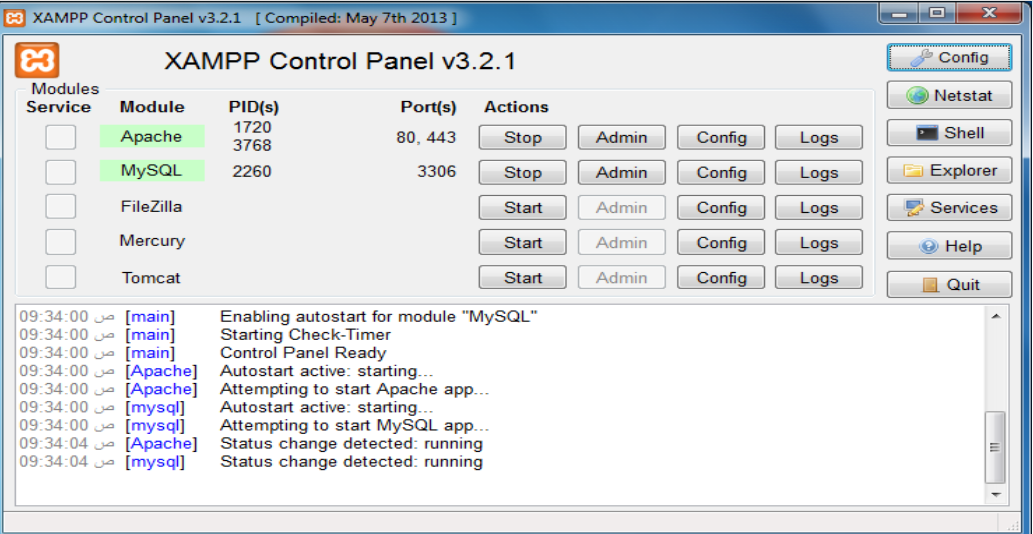 XAMPP Control Panel v3.2.1 [ Compiled: May 7th 2013 ]
XAMPP Control Panel v3.2.1
Config
Modules
Service Module PID(s) Port(s) Actions
Netstat
Apache 1720 3768 80, 443 Stop Admin Config Logs
Shell
MySQL 2260 3306 Stop Admin Config Logs
Explorer
FileZilla Start Admin Config Logs
Services
Mercury Start Admin Config Logs
Help
Tomcat Start Admin Config Logs
Quit
09:34:00 ص [main] Enabling autostart for module "MySQL"
09:34:00 ص [main] Starting Check-Timer
09:34:00 ص [main] Control Panel Ready
09:34:00 ص [Apache] Autostart active: starting...
09:34:00 ص [Apache] Attempting to start Apache app...
09:34:00 ص [mysql] Autostart active: starting...
09:34:00 ص [mysql] Attempting to start MySQL app...
09:34:04 ص [Apache] Status change detected: running
09:34:04 ص [mysql] Status change detected: running